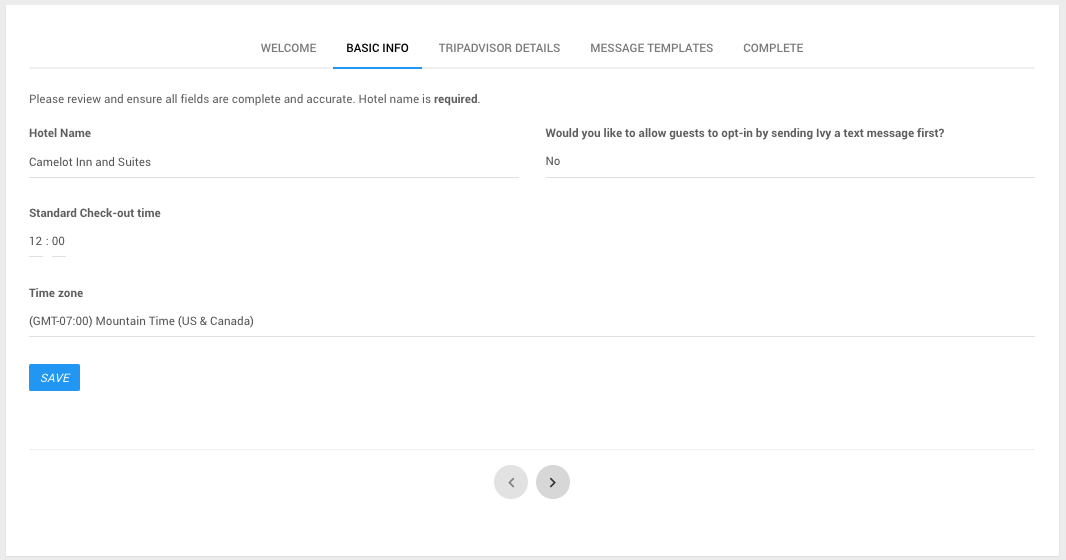 WELCOME BASIC INFO TRIPADVISOR DETAILS MESSAGE TEMPLATES COMPLETE
Please review and ensure all fields are complete and accurate. Hotel name is required.
Hotel Name
Camelot Inn and Suites
Would you like to allow guests to opt-in by sending Ivy a text message first?
No
Standard Check-out time
12 : 00
Time zone
(GMT-07:00) Mountain Time (US & Canada)
SAVE